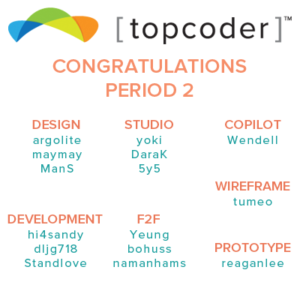 [topcoder]™
CONGRATULATIONS
PERIOD 2
DESIGN
argolite
maymay
ManS
STUDIO
yoki
DaraK
5y5
COPILOT
Wendell
WIREFRAME
tumeo
DEVELOPMENT
hi4sandy
dljg718
Standlove
F2F
Yeung
bohuss
namanhams
PROTOTYPE
reaganlee